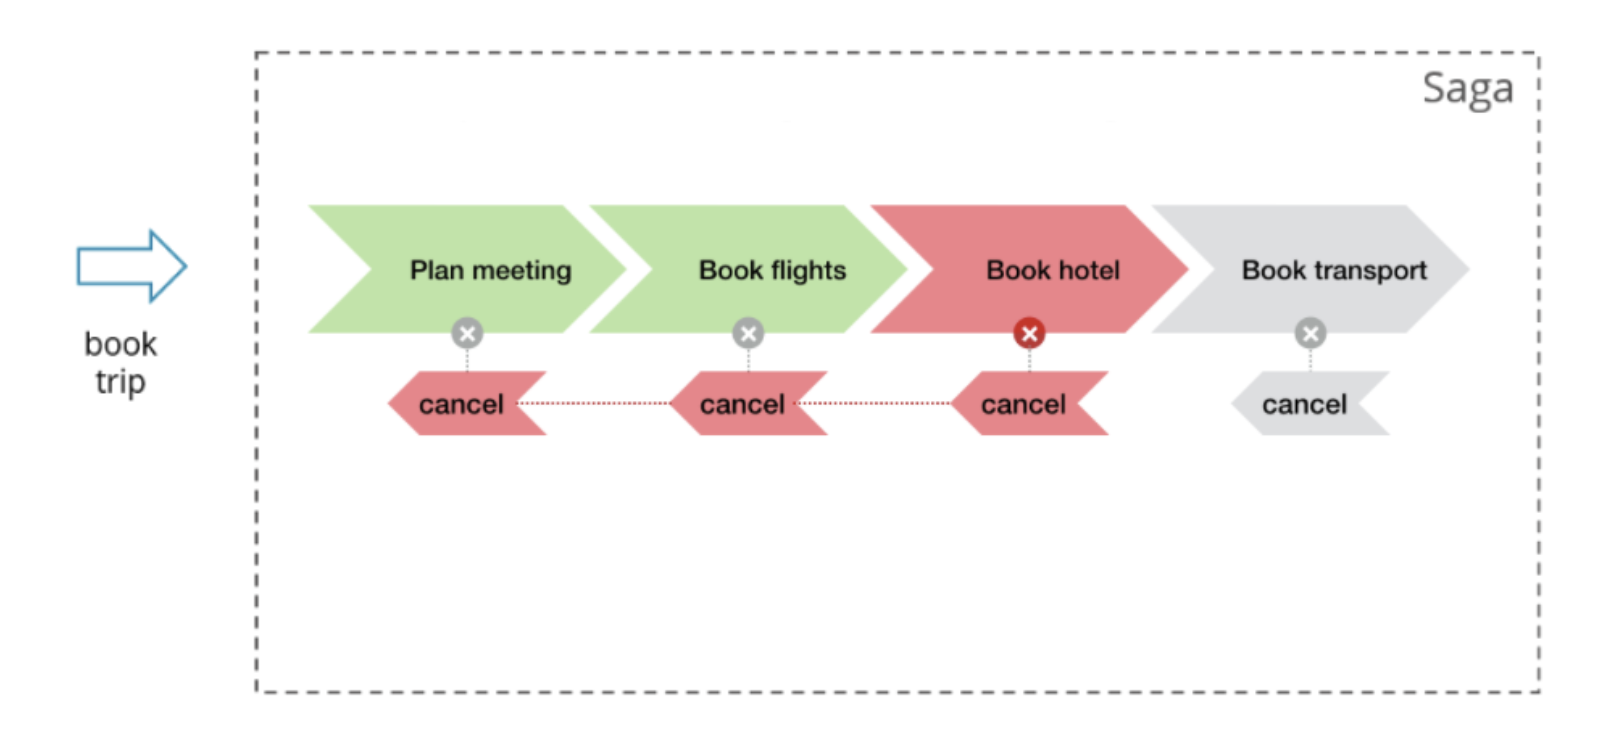 Saga
Plan meeting
Book flights
Book hotel
Book transport
book
trip
cancel
cancel
cancel
cancel